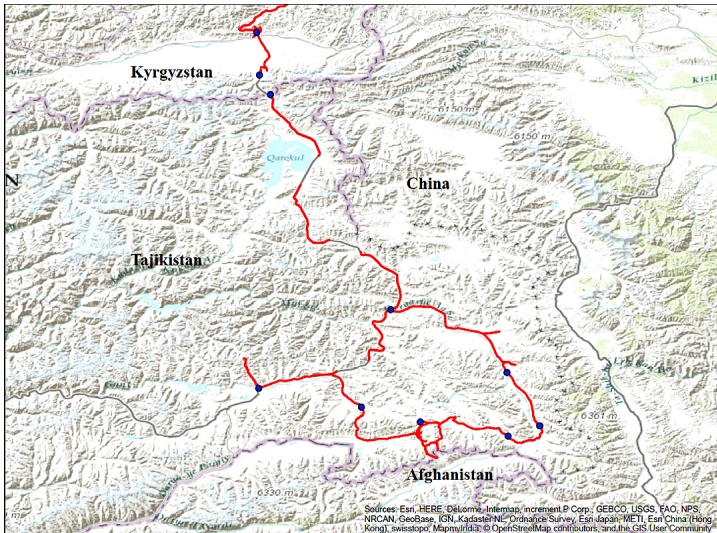 Kyrgyzstan
Kizil
6150 m
6150 m
Qarokul
China
N
Tajikistan
6361 m
Afghanistan
6330 m
m
Sources: Esri, HERE, DeLorme, Intermap, increment P Corp., GEBCO, USGS, FAO, NPS,
NRCAN, GeoBase, IGN, Kadaster NL, Ordnance Survey, Esri Japan, METI, Esri China (Hong
Kong), swisstopo, MapmyIndia, © OpenStreetMap contributors, and the GIS User Community